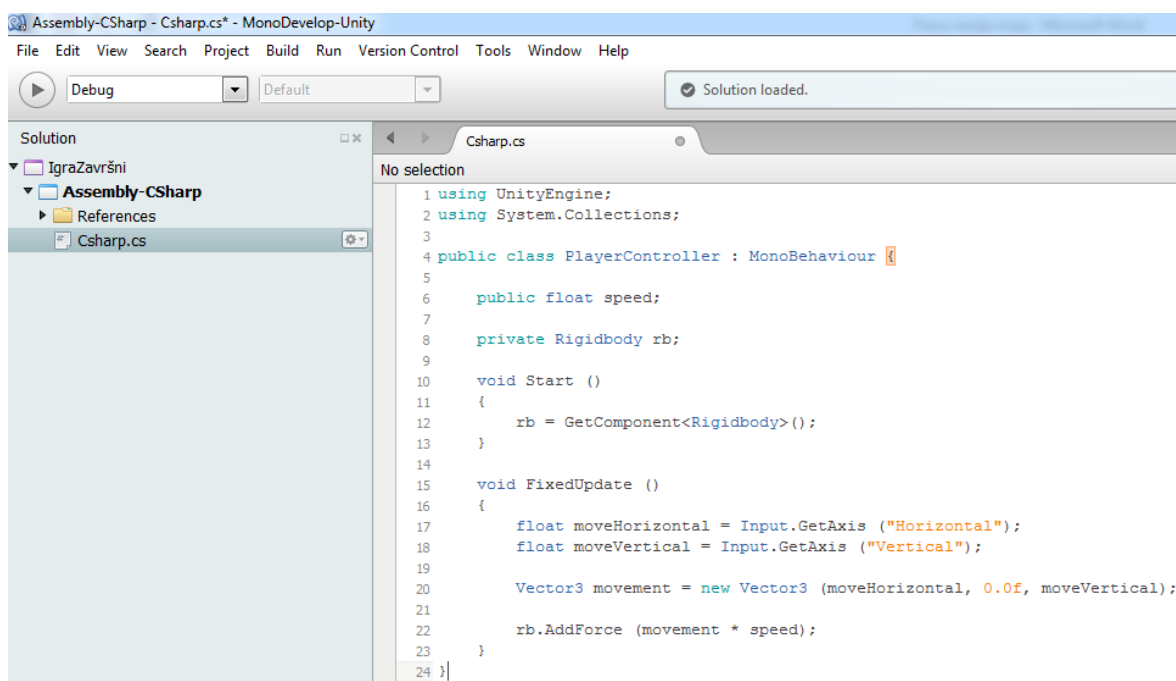 Assembly-CSharp - Csharp.cs* - MonoDevelop-Unity
File Edit View Search Project Build Run Version Control Tools Window Help
Debug Default Solution loaded.
Solution
IgraZavršni
Assembly-CSharp
References
Csharp.cs
Csharp.cs
No selection
1 using UnityEngine;
2 using System.Collections;
3
4 public class PlayerController : MonoBehaviour {
5
6 public float speed;
7
8 private Rigidbody rb;
9
10 void Start ()
11 {
12 rb = GetComponent<Rigidbody>();
13 }
14
15 void FixedUpdate ()
16 {
17 float moveHorizontal = Input.GetAxis ("Horizontal");
18 float moveVertical = Input.GetAxis ("Vertical");
19
20 Vector3 movement = new Vector3 (moveHorizontal, 0.0f, moveVertical);
21
22 rb.AddForce (movement * speed);
23 }
24 }